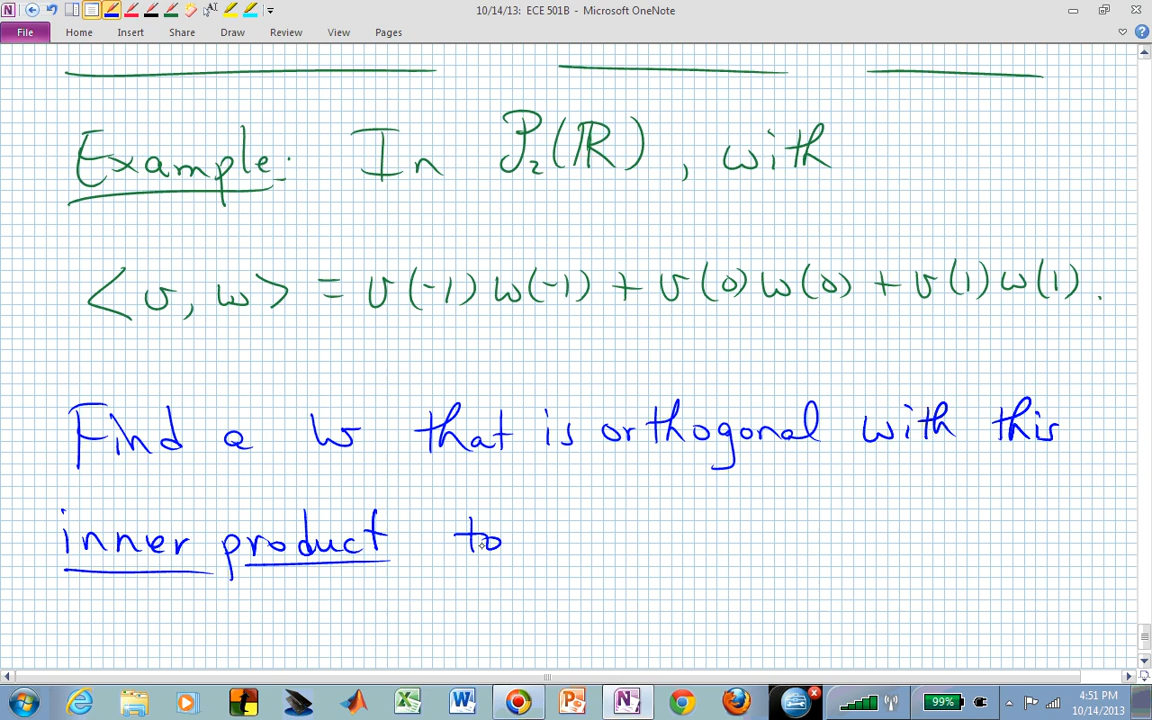 10/14/13: ECE 501B - Microsoft OneNote
File Home Insert Share Draw Review View Pages
Example: In P₂(ℝ), with
<v, w> = v(-1) w(-1) + v(0) w(0) + v(1) w(1).
Find a w that is orthogonal with this
inner product to
99%
4:51 PM
10/14/2013